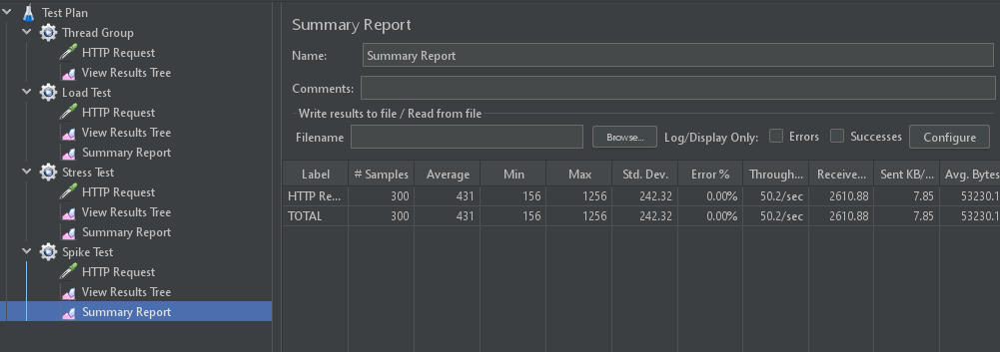 Test Plan
Thread Group
HTTP Request
View Results Tree
Load Test
HTTP Request
View Results Tree
Summary Report
Stress Test
HTTP Request
View Results Tree
Summary Report
Spike Test
HTTP Request
View Results Tree
Summary Report
Summary Report
Name: Summary Report
Comments:
Write results to file / Read from file
Filename Browse... Log/Display Only: Errors Successes Configure
Label # Samples Average Min Max Std. Dev. Error % Through... Receive... Sent KB/... Avg. Bytes
HTTP Re... 300 431 156 1256 242.32 0.00% 50.2/sec 2610.88 7.85 53230.1
TOTAL 300 431 156 1256 242.32 0.00% 50.2/sec 2610.88 7.85 53230.1